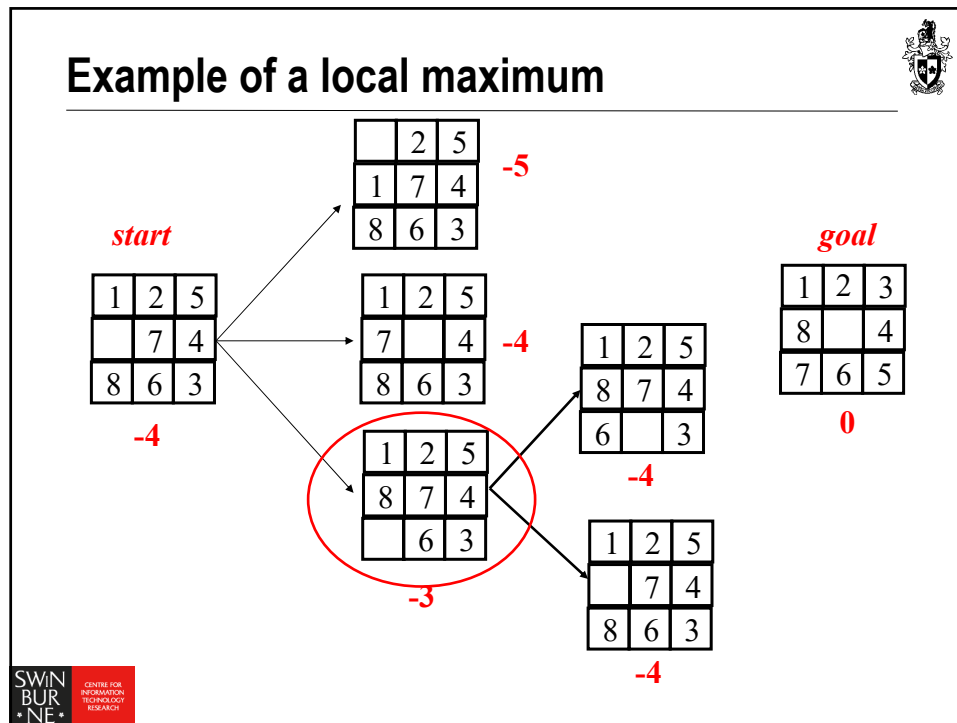 Example of a local maximum
2 5
1 7 4
8 6 3
-5
start
1 2 5
7 4
8 6 3
-4
1 2 5
7 4
8 6 3
-4
1 2 5
8 7 4
6 3
-3
1 2 5
8 7 4
6 3
-4
1 2 5
7 4
8 6 3
-4
goal
1 2 3
8 4
7 6 5
0
SWIN
BUR
* NE *
CENTRE FOR
INFORMATION
TECHNOLOGY
RESEARCH